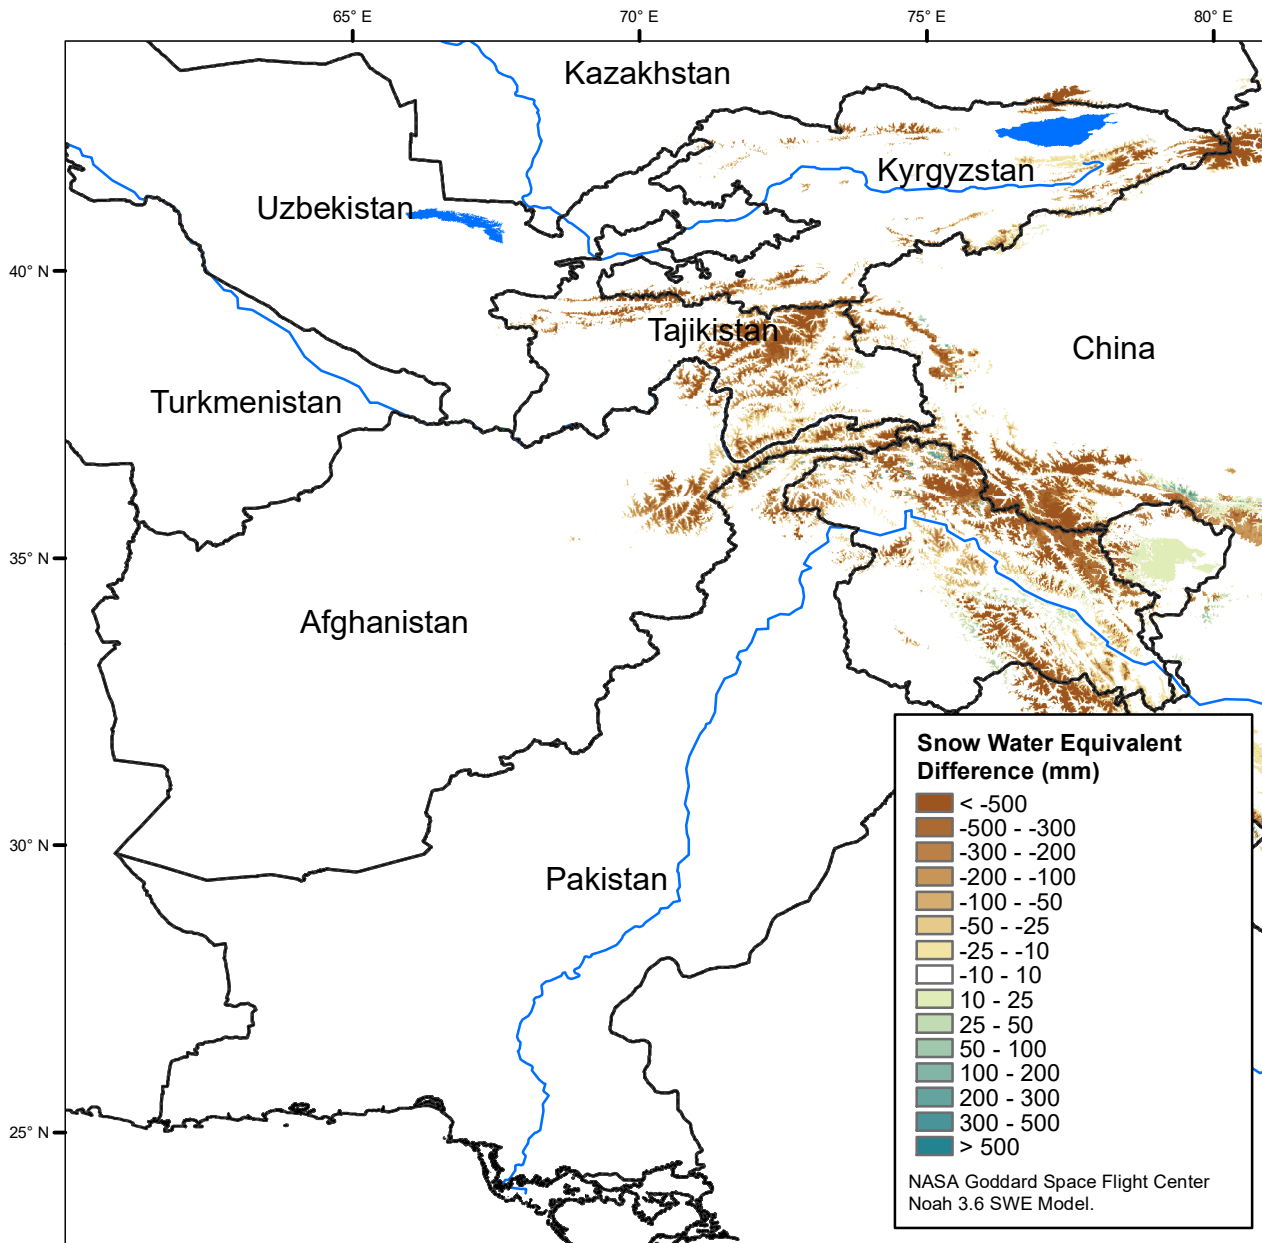 65° E
70° E
75° E
80° E
Kazakhstan
Kyrgyzstan
Uzbekistan
40° N
Tajikistan
China
Turkmenistan
35° N
Afghanistan
30° N
Pakistan
25° N
Snow Water Equivalent
Difference (mm)
< -500
-500 - -300
-300 - -200
-200 - -100
-100 - -50
-50 - -25
-25 - -10
-10 - 10
10 - 25
25 - 50
50 - 100
100 - 200
200 - 300
300 - 500
> 500
NASA Goddard Space Flight Center
Noah 3.6 SWE Model.